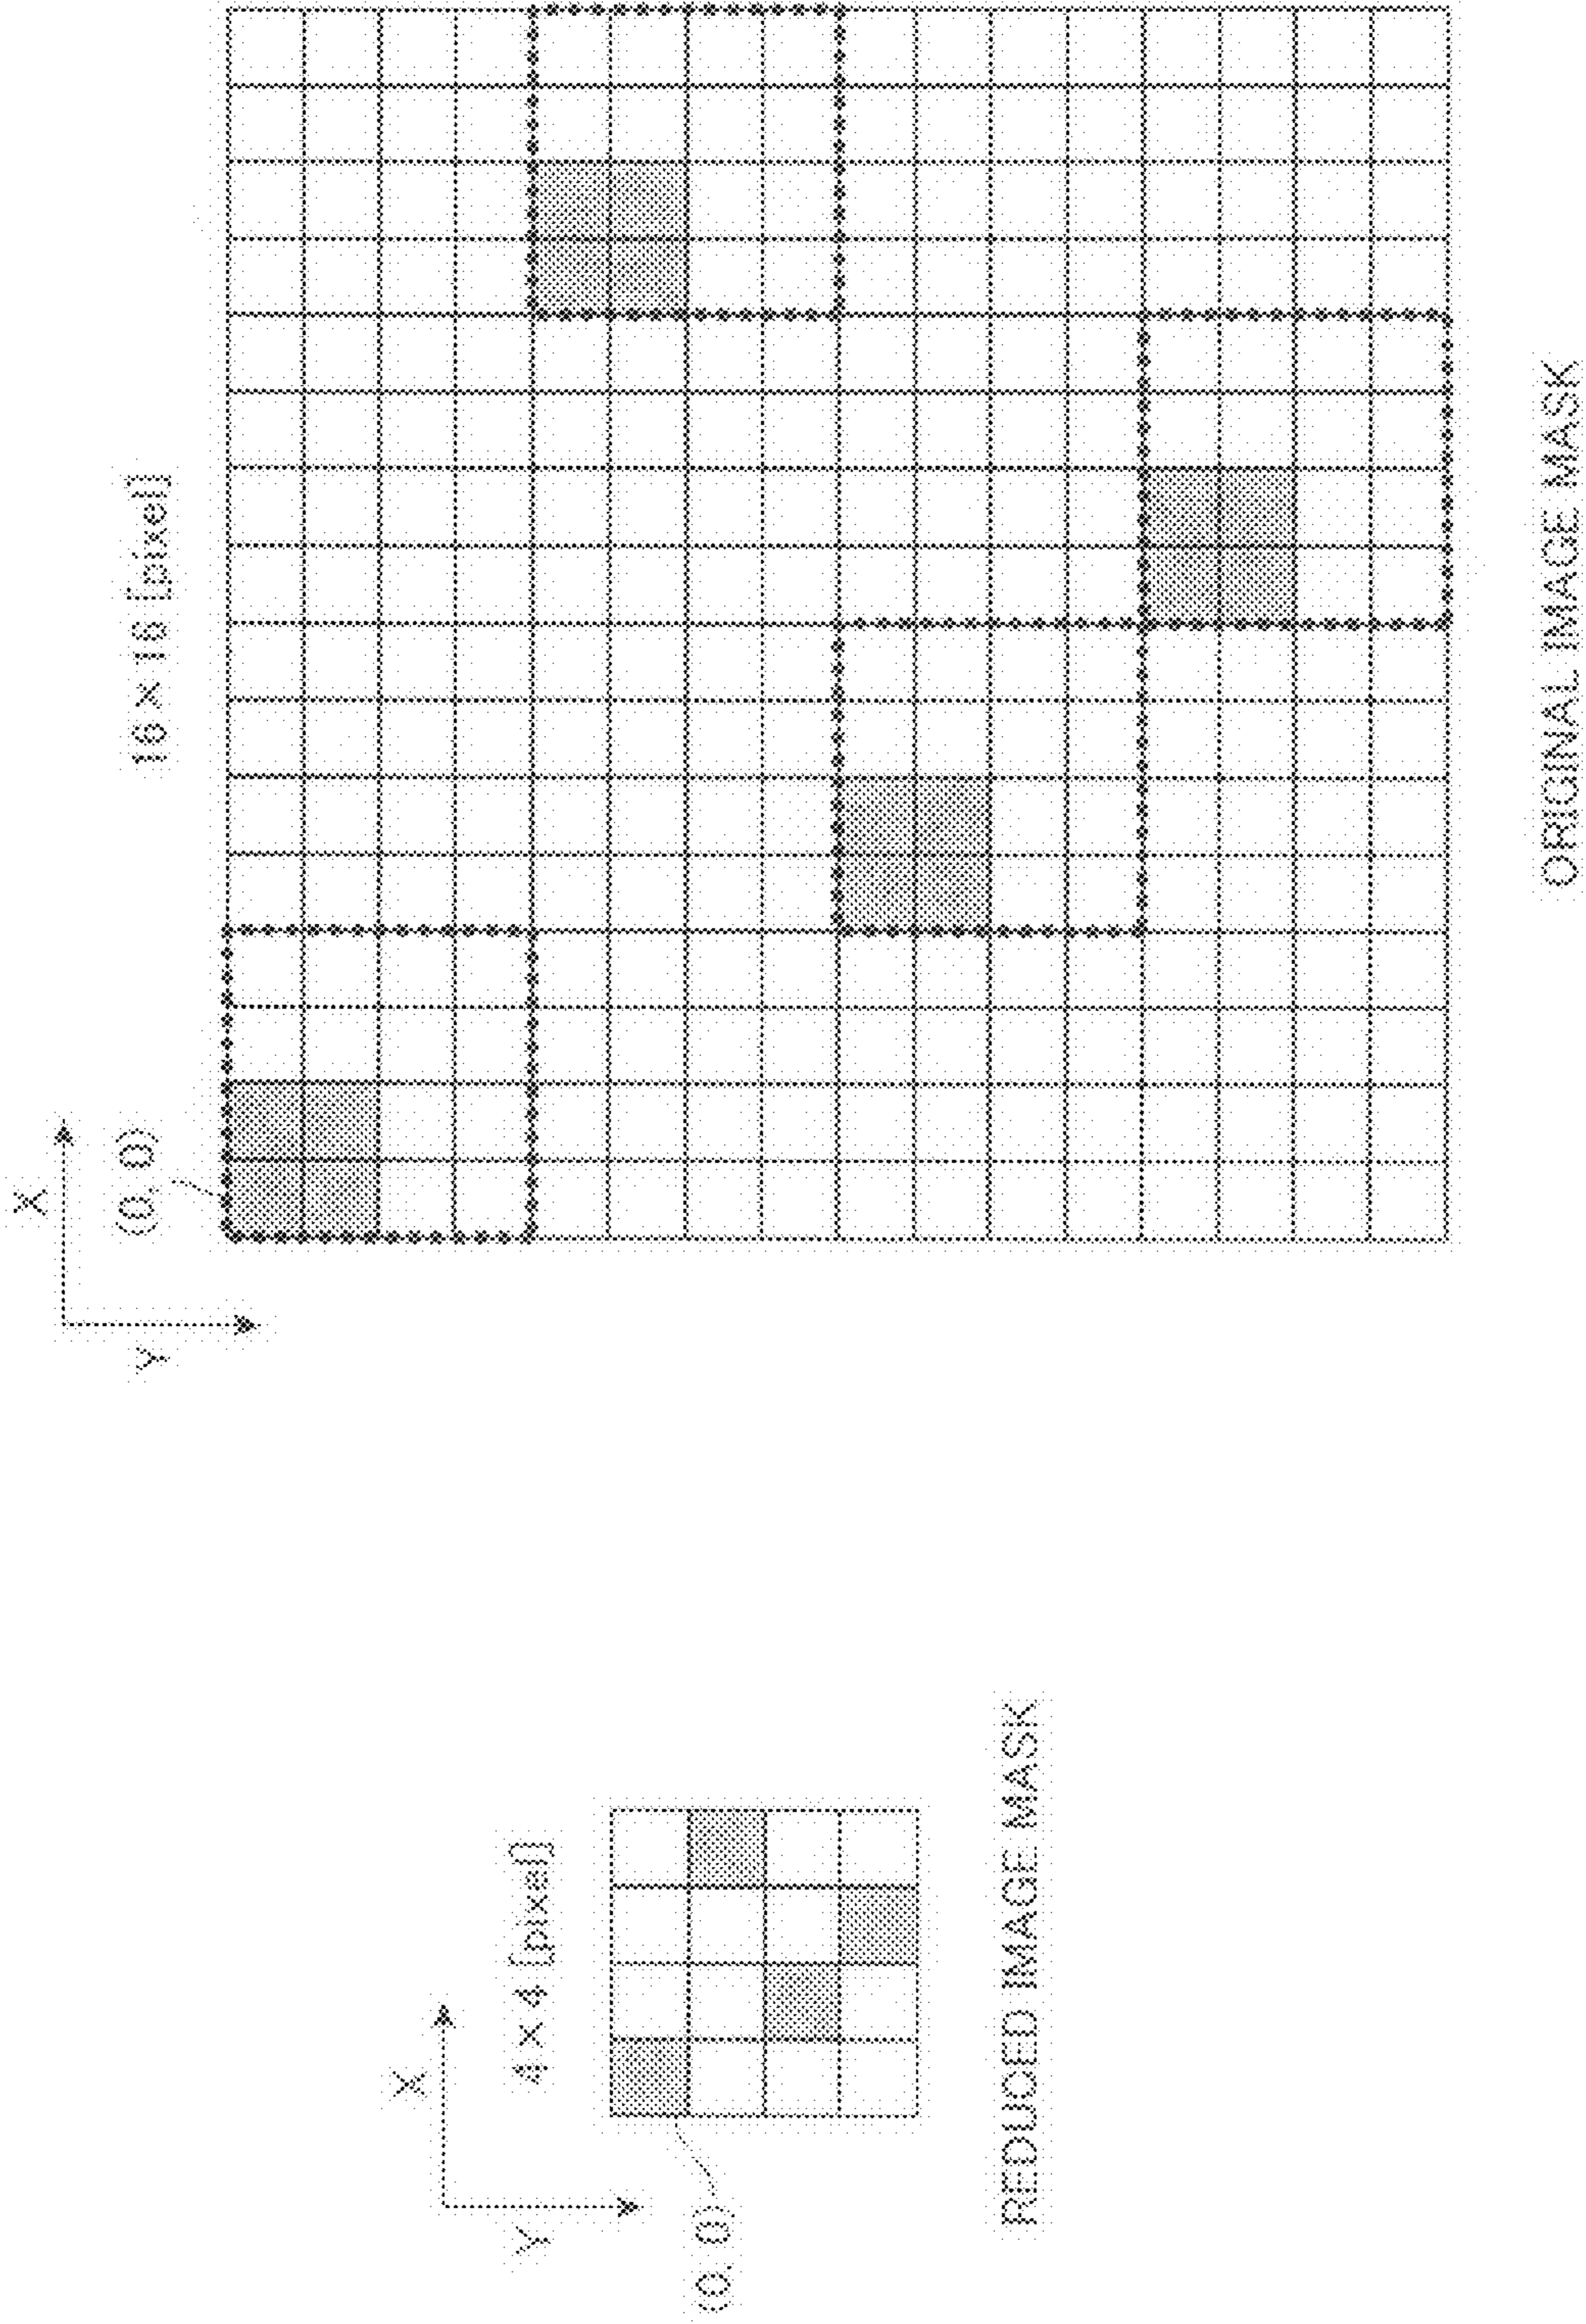 X
Y
(0, 0)
4 × 4 [pixel]
REDUCED IMAGE MASK
X
Y
(0, 0)
16 × 16 [pixel]
ORIGINAL IMAGE MASK